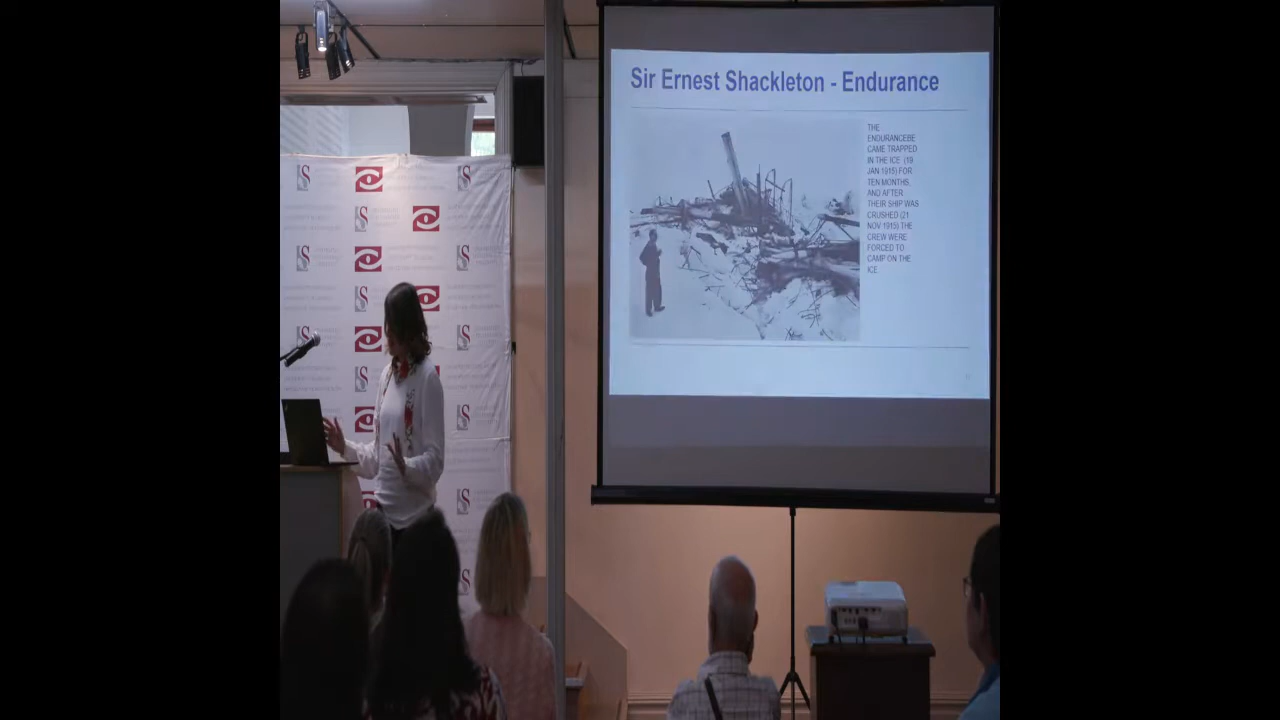 Sir Ernest Shackleton - Endurance
THE
ENDURANCEBE
CAME TRAPPED
IN THE ICE (19
JAN 1915) FOR
TEN MONTHS,
AND AFTER
THEIR SHIP WAS
CRUSHED (21
NOV 1915) THE
CREW WERE
FORCED TO
CAMP ON THE
ICE.